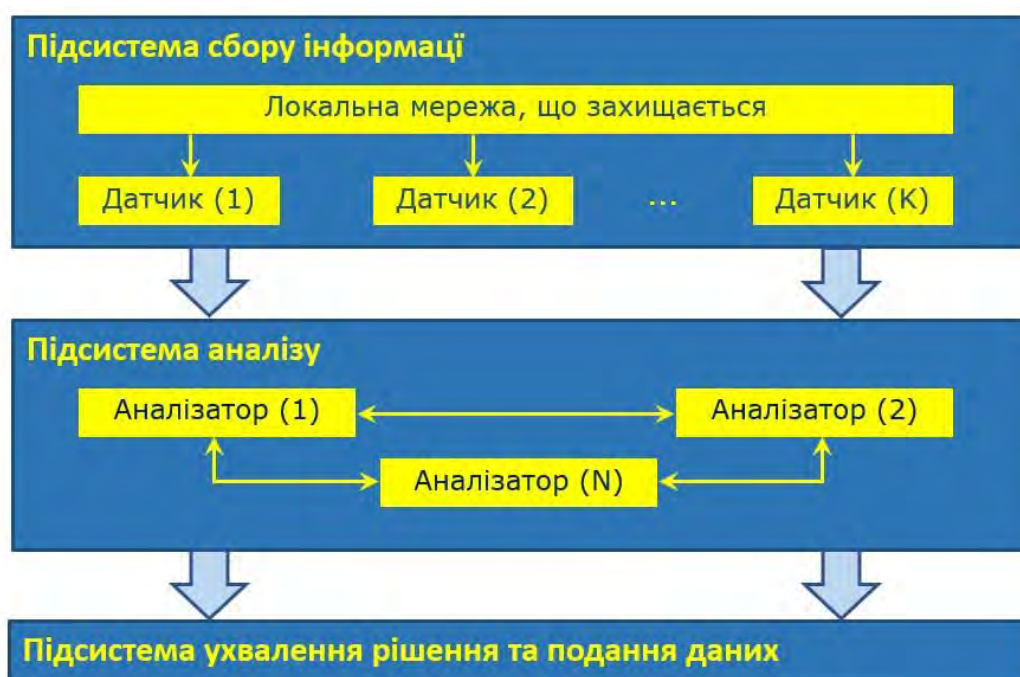 Підсистема сбору інформації
Локальна мережа, що захищається
Датчик (1) Датчик (2) ... Датчик (K)
Підсистема аналізу
Аналізатор (1) Аналізатор (2)
Аналізатор (N)
Підсистема ухвалення рішення та подання даних